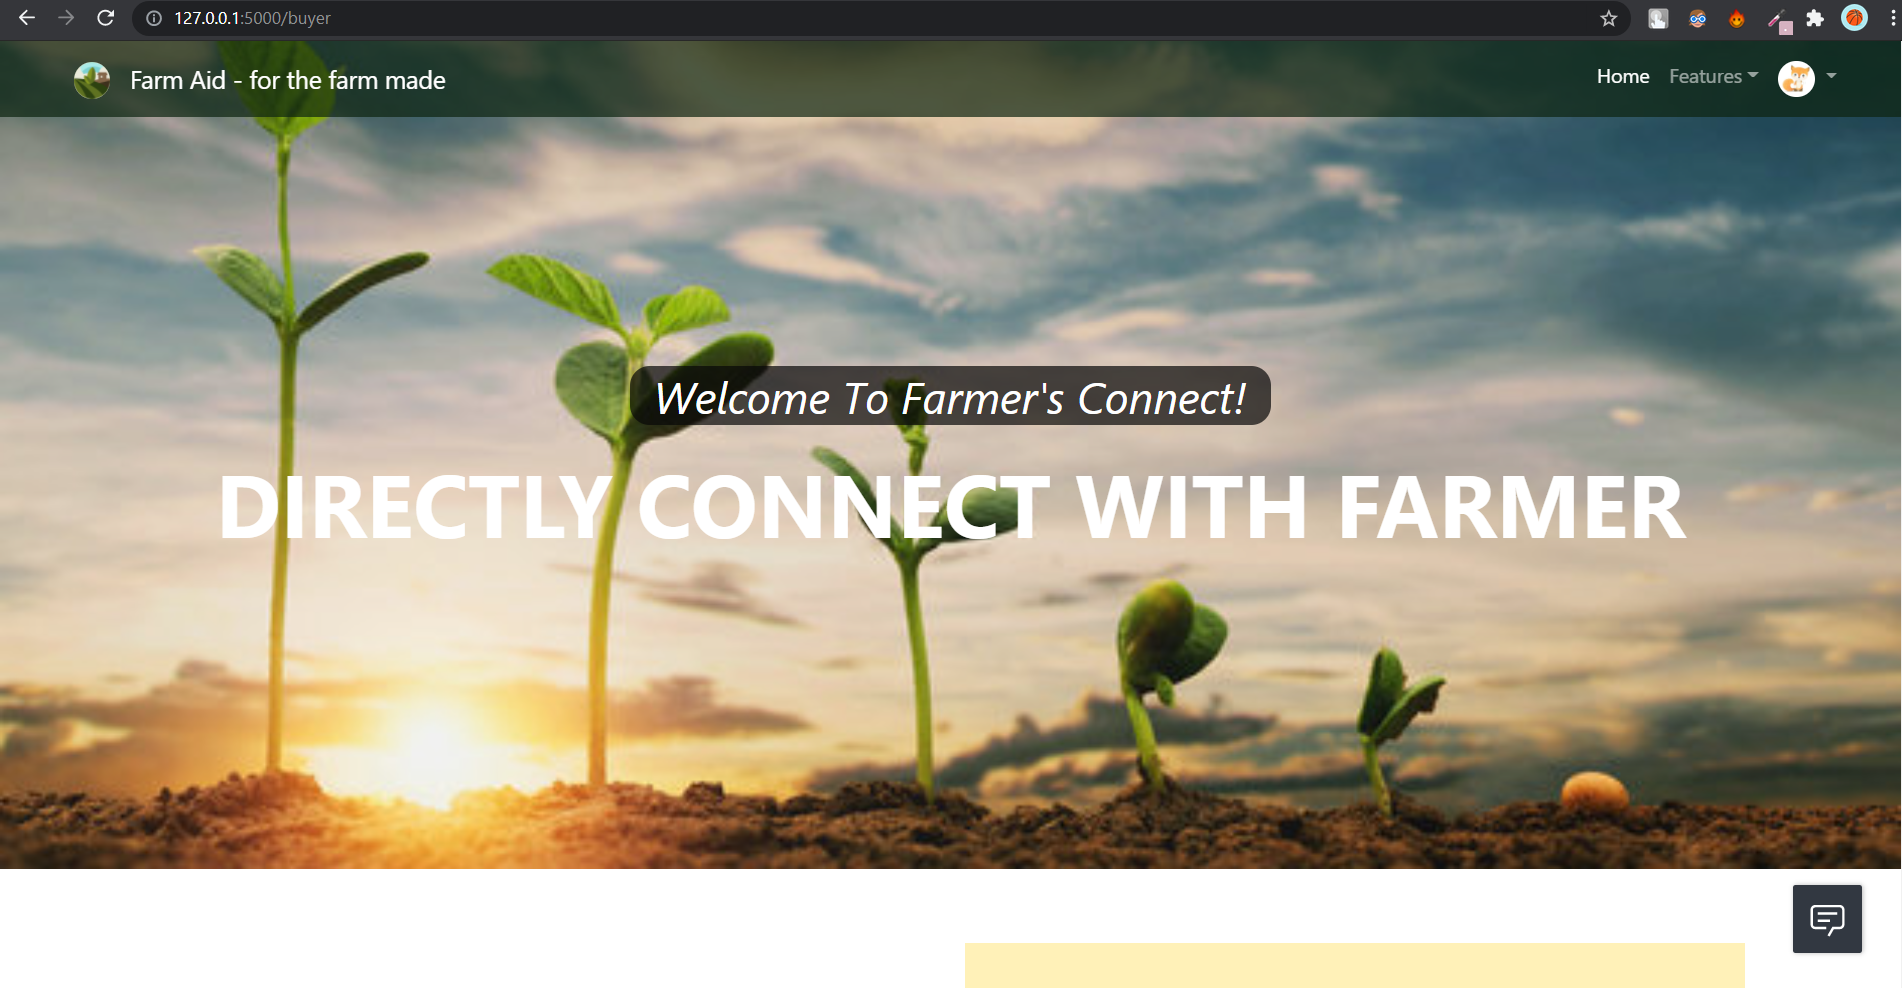 127.0.0.1:5000/buyer
Farm Aid - for the farm made
Home Features
Welcome To Farmer's Connect!
DIRECTLY CONNECT WITH FARMER